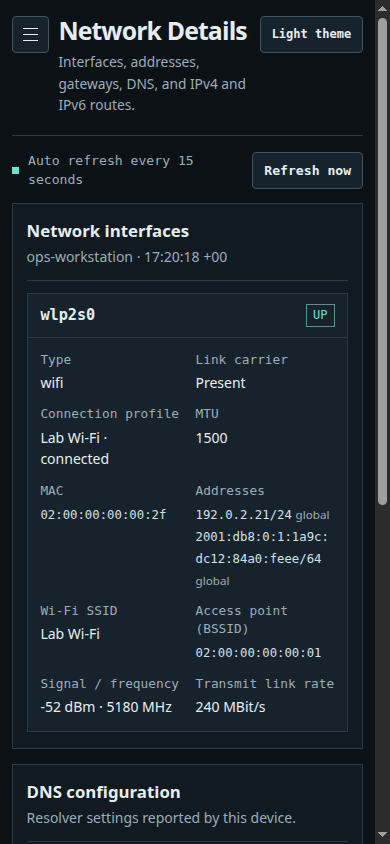 Network Details
Light theme
Interfaces, addresses,
gateways, DNS, and IPv4 and
IPv6 routes.
Auto refresh every 15
seconds
Refresh now
Network interfaces
ops-workstation · 17:20:18 +00
wlp2s0
UP
Type
wifi
Link carrier
Present
Connection profile
Lab Wi-Fi ·
connected
MTU
1500
MAC
02:00:00:00:00:2f
Addresses
192.0.2.21/24 global
2001:db8:0:1:1a9c:
dc12:84a0:feee/64
global
Wi-Fi SSID
Lab Wi-Fi
Access point
(BSSID)
02:00:00:00:00:01
Signal / frequency
-52 dBm · 5180 MHz
Transmit link rate
240 MBit/s
DNS configuration
Resolver settings reported by this device.